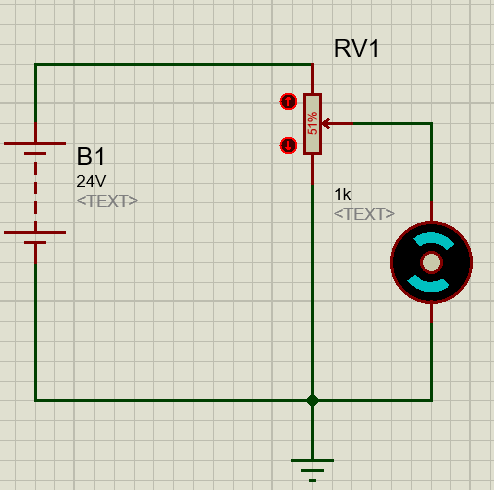 RV1
51%
B1
24V
<TEXT>
1k
<TEXT>